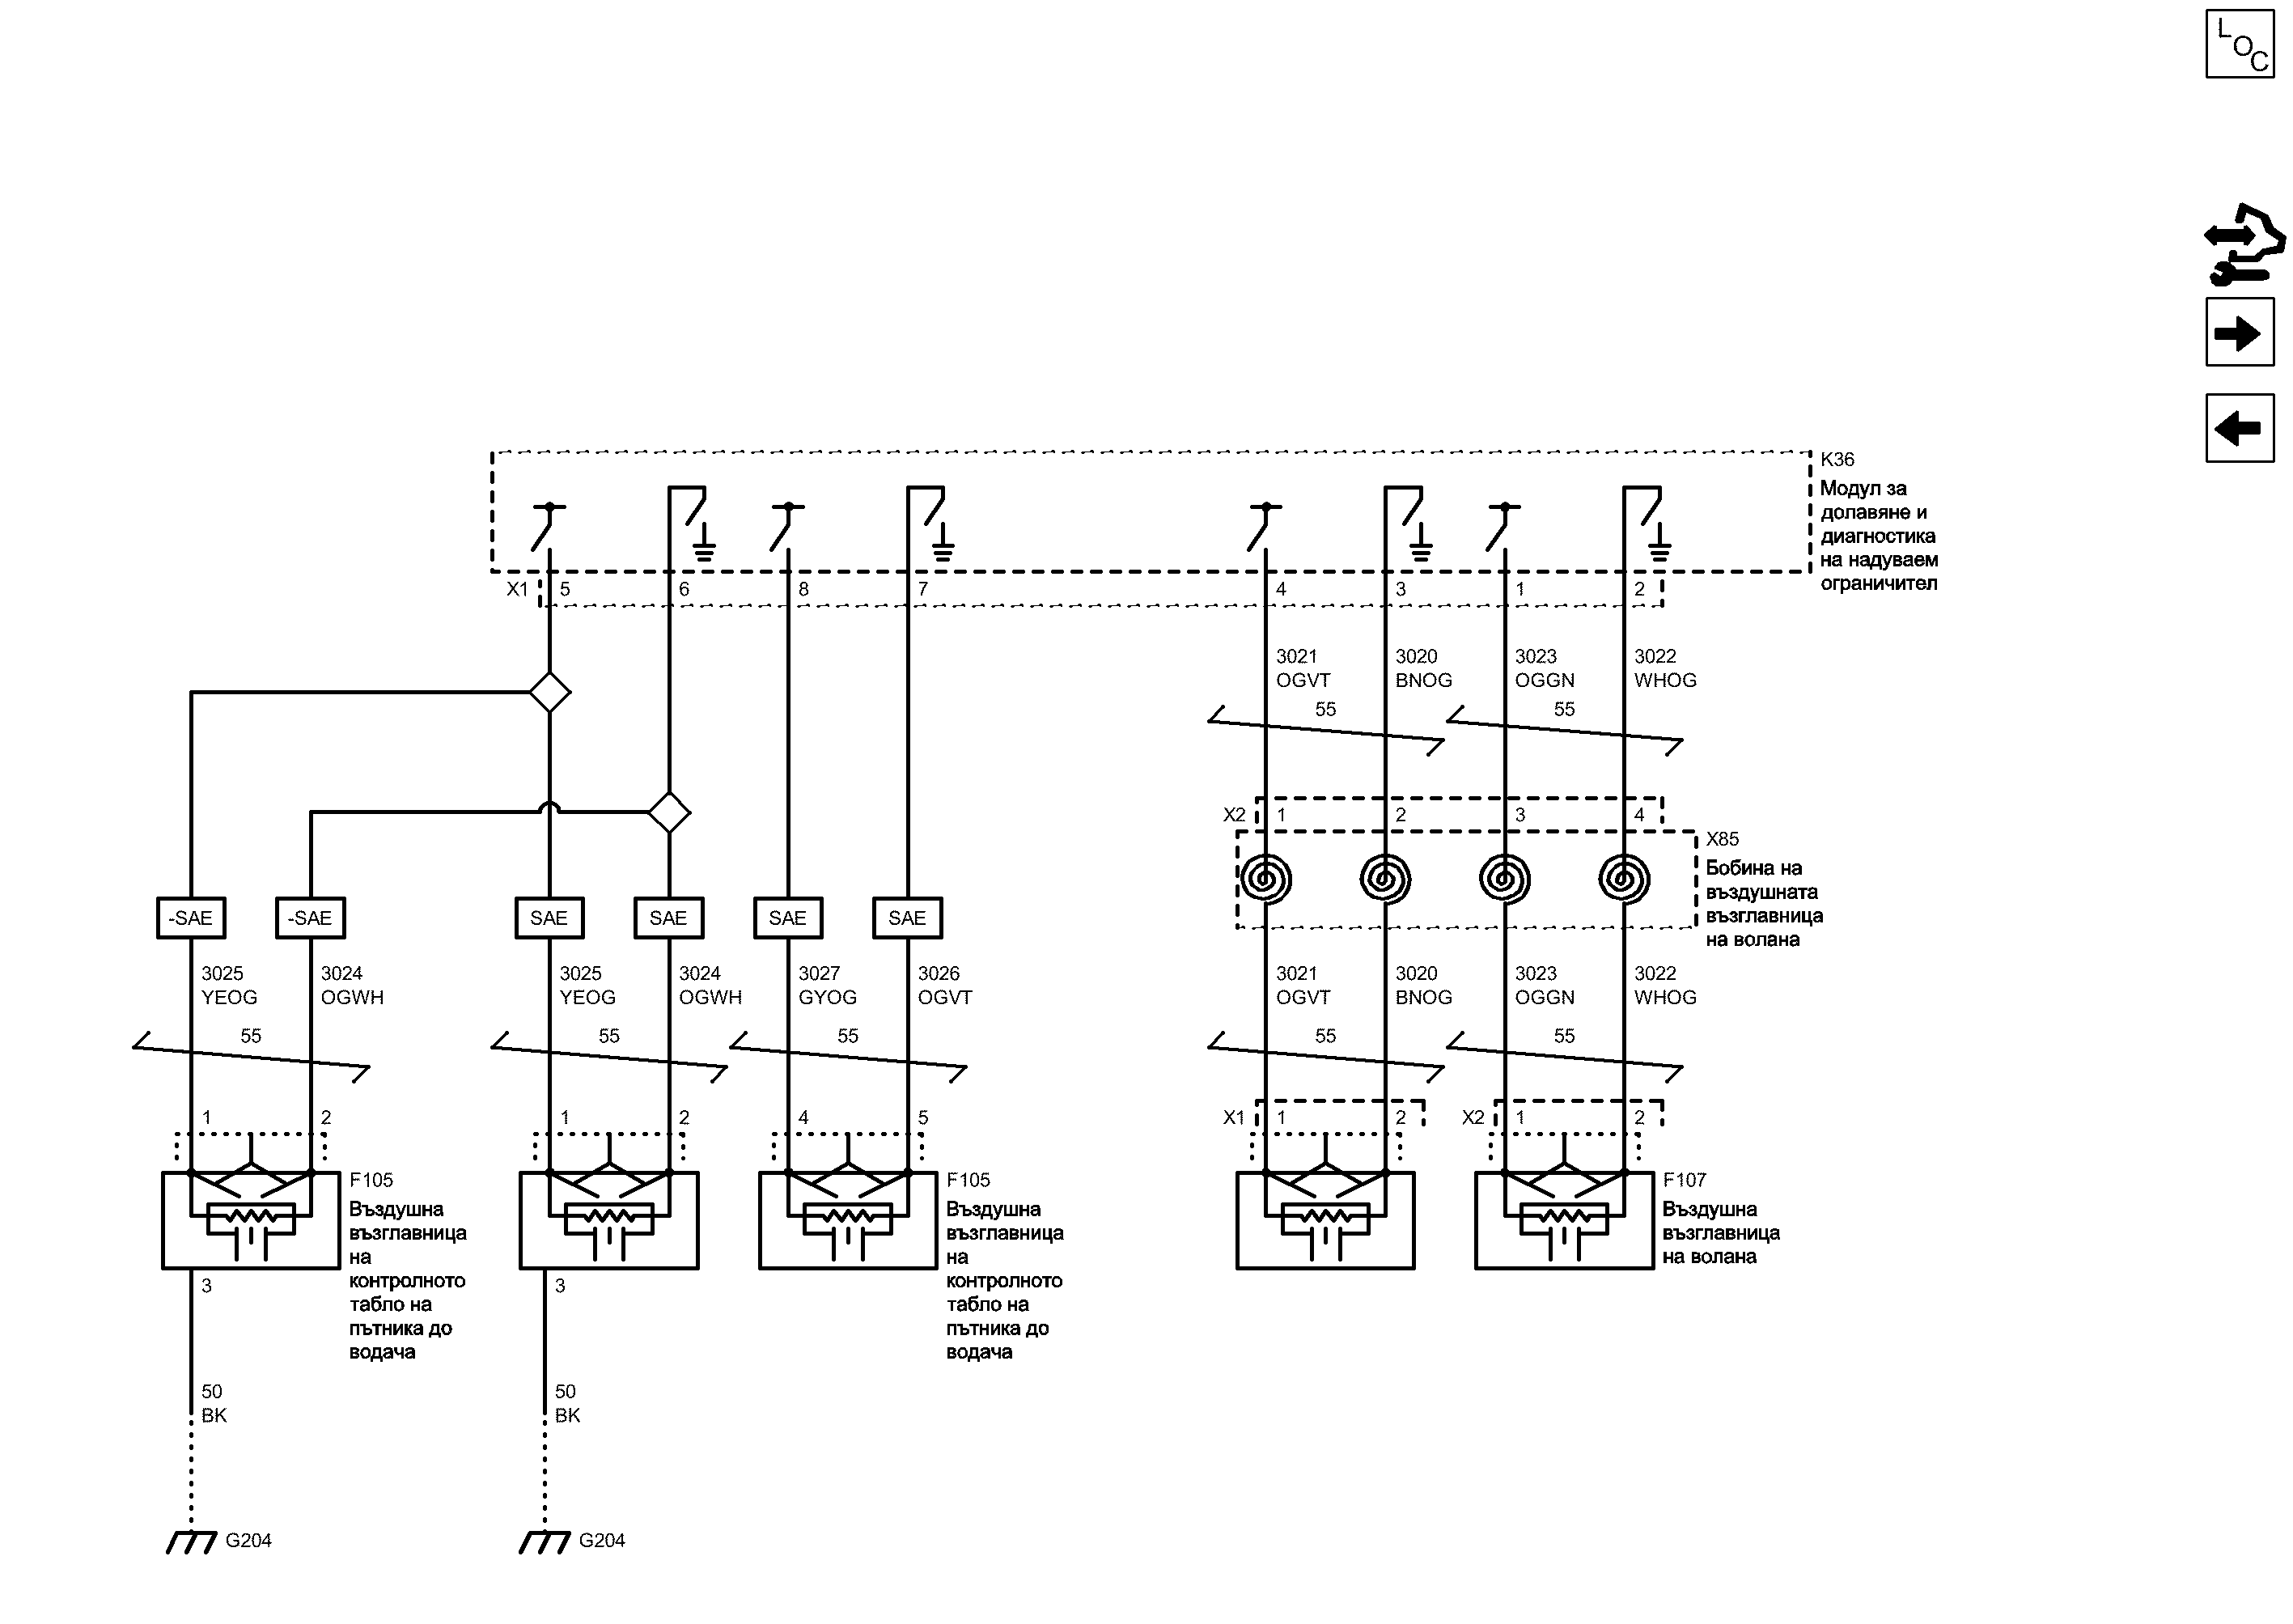 LOC
K36
Модул за
долавяне и
диагностика
на надуваем
ограничител
X1 5 6 8 7 4 3 1 2
3021 3020 3023 3022
OGVT BNOG OGGN WHOG
55 55
X2 1 2 3 4
X85
Бобина на
въздушната
възглавница
на волана
-SAE -SAE SAE SAE SAE SAE
3025 3024 3025 3024 3027 3026 3021 3020 3023 3022
YEOG OGWH YEOG OGWH GYOG OGVT OGVT BNOG OGGN WHOG
55 55 55 55 55
1 2 1 2 4 5 X1 1 2 X2 1 2
F105
Въздушна
възглавница
на
контролното
табло на
пътника до
водача
F105
Въздушна
възглавница
на
контролното
табло на
пътника до
водача
F107
Въздушна
възглавница
на волана
3 3
50 50
BK BK
G204 G204